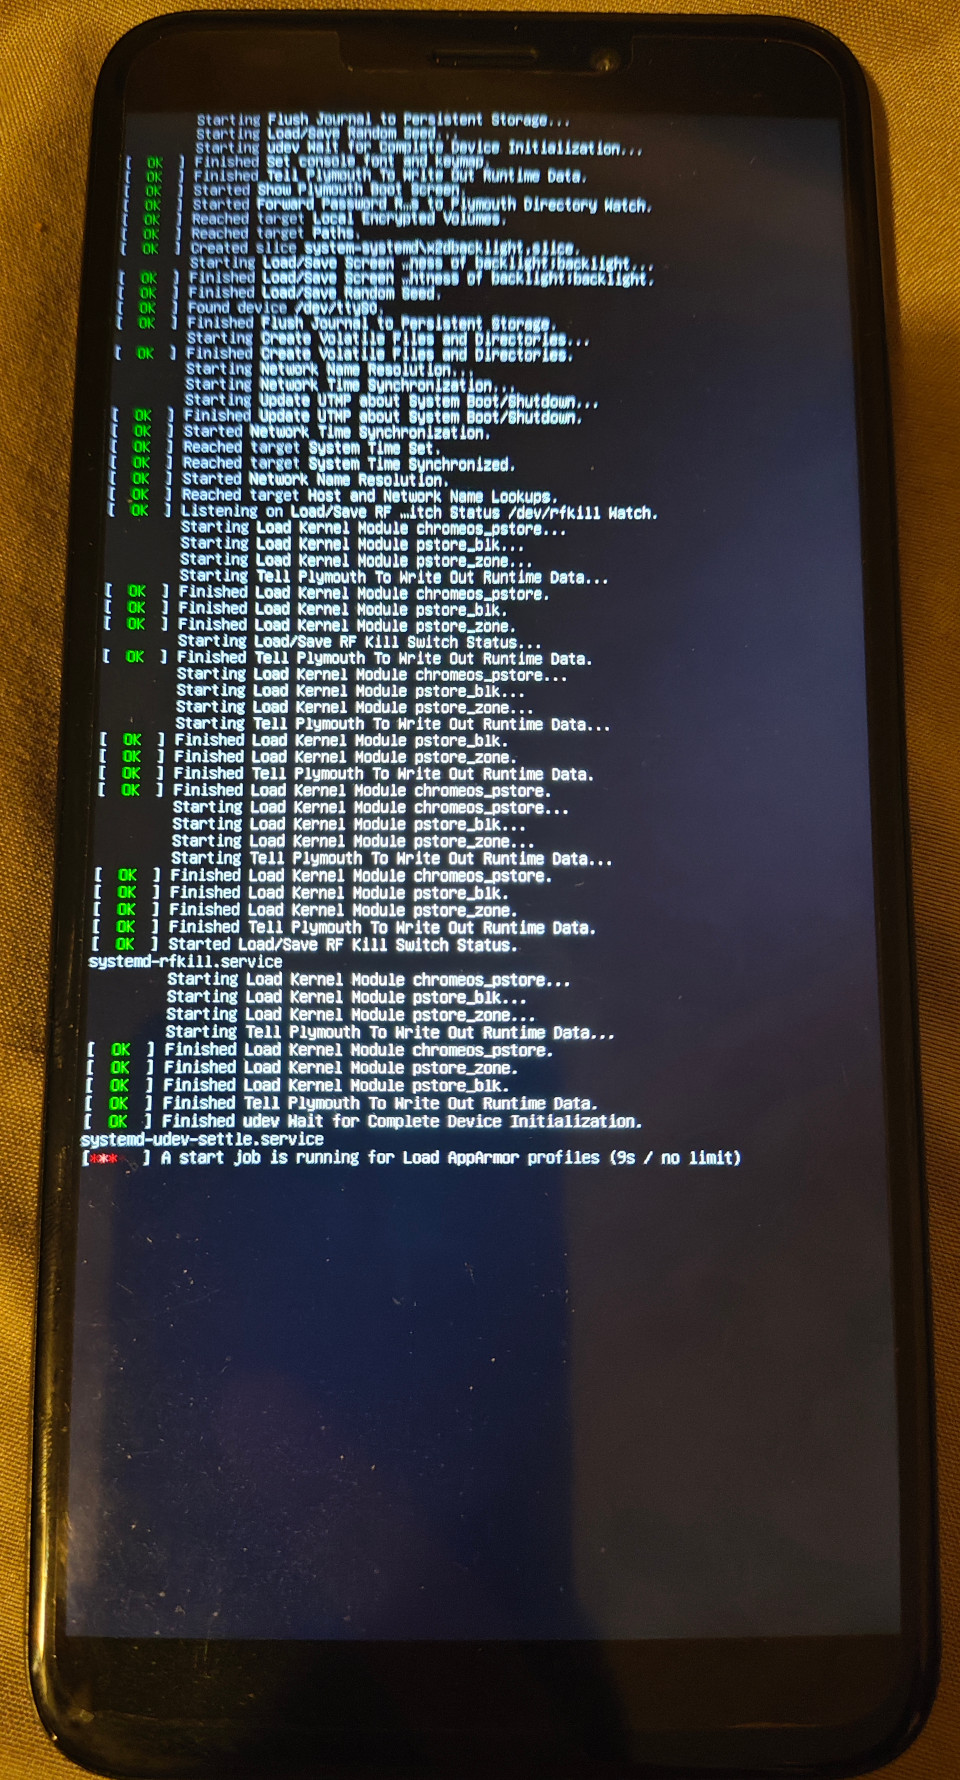 Starting Flush Journal to Persistent Storage...
Starting Load/Save Random Seed...
Starting udev Wait for Complete Device Initialization...
[ OK ] Finished Set console font and keymap.
[ OK ] Finished Tell Plymouth To Write Out Runtime Data.
[ OK ] Started Show Plymouth Boot Screen.
[ OK ] Started Forward Password R…s to Plymouth Directory Watch.
[ OK ] Reached target Local Encrypted Volumes.
[ OK ] Reached target Paths.
[ OK ] Created slice system-systemd\x2dbacklight.slice.
Starting Load/Save Screen …ness of backlight:backlight...
[ OK ] Finished Load/Save Screen …ntness of backlight:backlight.
[ OK ] Finished Load/Save Random Seed.
[ OK ] Found device /dev/ttyS0.
[ OK ] Finished Flush Journal to Persistent Storage.
Starting Create Volatile Files and Directories...
[ OK ] Finished Create Volatile Files and Directories.
Starting Network Name Resolution...
Starting Network Time Synchronization...
Starting Update UTMP about System Boot/Shutdown...
[ OK ] Finished Update UTMP about System Boot/Shutdown.
[ OK ] Started Network Time Synchronization.
[ OK ] Reached target System Time Set.
[ OK ] Reached target System Time Synchronized.
[ OK ] Started Network Name Resolution.
[ OK ] Reached target Host and Network Name Lookups.
[ OK ] Listening on Load/Save RF …itch Status /dev/rfkill Watch.
Starting Load Kernel Module chromeos_pstore...
Starting Load Kernel Module pstore_blk...
Starting Load Kernel Module pstore_zone...
Starting Tell Plymouth To Write Out Runtime Data...
[ OK ] Finished Load Kernel Module chromeos_pstore.
[ OK ] Finished Load Kernel Module pstore_blk.
[ OK ] Finished Load Kernel Module pstore_zone.
Starting Load/Save RF Kill Switch Status...
[ OK ] Finished Tell Plymouth To Write Out Runtime Data.
Starting Load Kernel Module chromeos_pstore...
Starting Load Kernel Module pstore_blk...
Starting Load Kernel Module pstore_zone...
Starting Tell Plymouth To Write Out Runtime Data...
[ OK ] Finished Load Kernel Module pstore_blk.
[ OK ] Finished Load Kernel Module pstore_zone.
[ OK ] Finished Tell Plymouth To Write Out Runtime Data.
[ OK ] Finished Load Kernel Module chromeos_pstore.
Starting Load Kernel Module chromeos_pstore...
Starting Load Kernel Module pstore_blk...
Starting Load Kernel Module pstore_zone...
Starting Tell Plymouth To Write Out Runtime Data...
[ OK ] Finished Load Kernel Module chromeos_pstore.
[ OK ] Finished Load Kernel Module pstore_blk.
[ OK ] Finished Load Kernel Module pstore_zone.
[ OK ] Finished Tell Plymouth To Write Out Runtime Data.
[ OK ] Started Load/Save RF Kill Switch Status.
systemd-rfkill.service
Starting Load Kernel Module chromeos_pstore...
Starting Load Kernel Module pstore_blk...
Starting Load Kernel Module pstore_zone...
Starting Tell Plymouth To Write Out Runtime Data...
[ OK ] Finished Load Kernel Module chromeos_pstore.
[ OK ] Finished Load Kernel Module pstore_zone.
[ OK ] Finished Load Kernel Module pstore_blk.
[ OK ] Finished Tell Plymouth To Write Out Runtime Data.
[ OK ] Finished udev Wait for Complete Device Initialization.
systemd-udev-settle.service
[*** ] A start job is running for Load AppArmor profiles (9s / no limit)